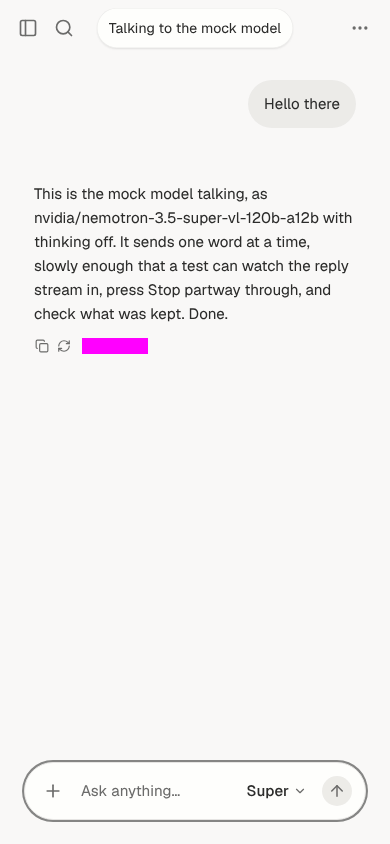 Talking to the mock model
Hello there
This is the mock model talking, as
nvidia/nemotron-3.5-super-vl-120b-a12b with
thinking off. It sends one word at a time,
slowly enough that a test can watch the reply
stream in, press Stop partway through, and
check what was kept. Done.
Ask anything...
Super